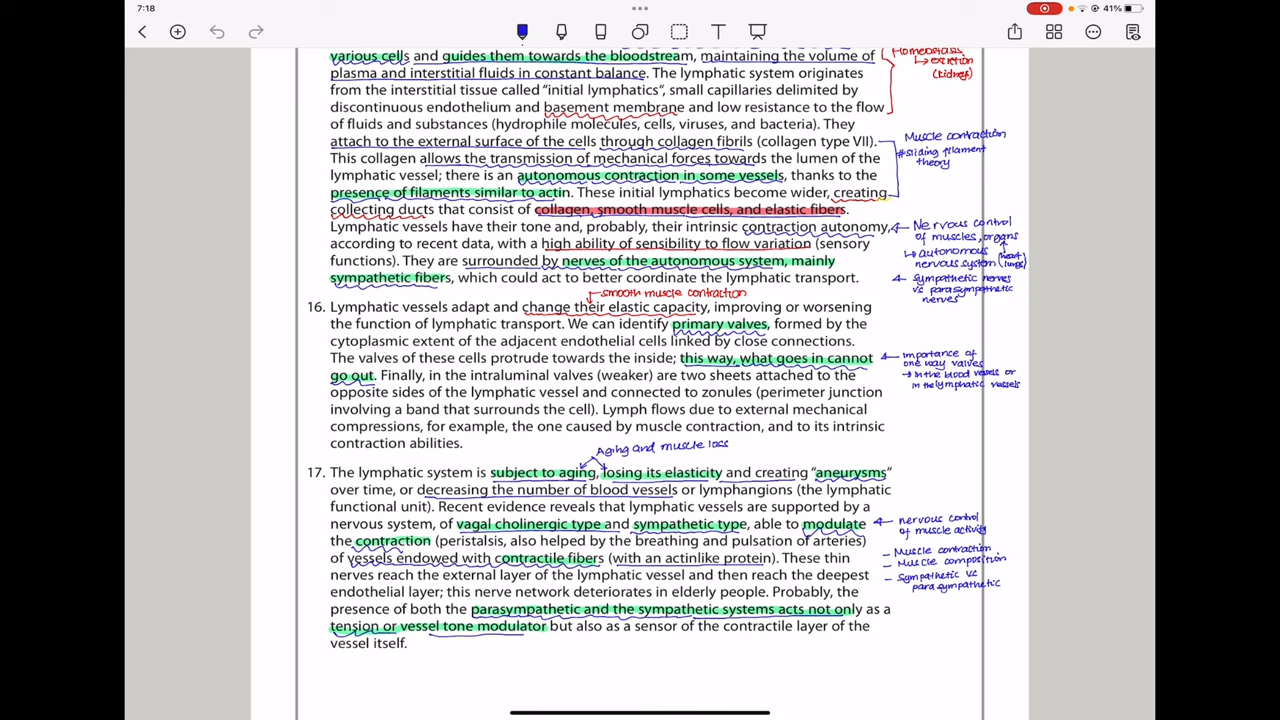 7:18
41%
various cells and guides them towards the bloodstream, maintaining the volume of
plasma and interstitial fluids in constant balance. The lymphatic system originates
from the interstitial tissue called “initial lymphatics”, small capillaries delimited by
discontinuous endothelium and basement membrane and low resistance to the flow
of fluids and substances (hydrophile molecules, cells, viruses, and bacteria). They
attach to the external surface of the cells through collagen fibrils (collagen type VII).
This collagen allows the transmission of mechanical forces towards the lumen of the
lymphatic vessel; there is an autonomous contraction in some vessels, thanks to the
presence of filaments similar to actin. These initial lymphatics become wider, creating
collecting ducts that consist of collagen, smooth muscle cells, and elastic fibers.
Lymphatic vessels have their tone and, probably, their intrinsic contraction autonomy,
according to recent data, with a high ability of sensibility to flow variation (sensory
functions). They are surrounded by nerves of the autonomous system, mainly
sympathetic fibers, which could act to better coordinate the lymphatic transport.
Homeostasis
↳ excretion
(kidney)
Muscle contraction
#sliding filament
theory
Nervous control
of muscles, organs
↳ autonomous
nervous system
(heart
lungs)
sympathetic nerves
vs parasympathetic
nerves
smooth muscle contraction
16. Lymphatic vessels adapt and change their elastic capacity, improving or worsening
the function of lymphatic transport. We can identify primary valves, formed by the
cytoplasmic extent of the adjacent endothelial cells linked by close connections.
The valves of these cells protrude towards the inside; this way, what goes in cannot
go out. Finally, in the intraluminal valves (weaker) are two sheets attached to the
opposite sides of the lymphatic vessel and connected to zonules (perimeter junction
involving a band that surrounds the cell). Lymph flows due to external mechanical
compressions, for example, the one caused by muscle contraction, and to its intrinsic
contraction abilities.
importance of
one way valves
→ in the blood vessels or
in the lymphatic vessels
Aging and muscle loss
17. The lymphatic system is subject to aging, losing its elasticity and creating “aneurysms”
over time, or decreasing the number of blood vessels or lymphangions (the lymphatic
functional unit). Recent evidence reveals that lymphatic vessels are supported by a
nervous system, of vagal cholinergic type and sympathetic type, able to modulate
the contraction (peristalsis, also helped by the breathing and pulsation of arteries)
of vessels endowed with contractile fibers (with an actinlike protein). These thin
nerves reach the external layer of the lymphatic vessel and then reach the deepest
endothelial layer; this nerve network deteriorates in elderly people. Probably, the
presence of both the parasympathetic and the sympathetic systems acts not only as a
tension or vessel tone modulator but also as a sensor of the contractile layer of the
vessel itself.
nervous control
of muscle activity
- Muscle contraction
- Muscle composition
- Sympathetic vs
parasympathetic